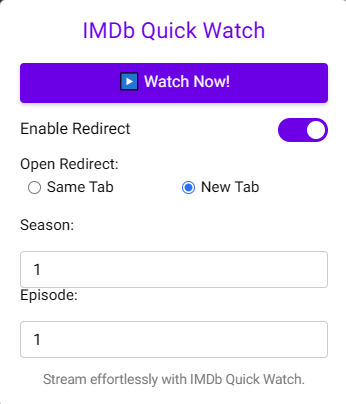 IMDb Quick Watch
▶️ Watch Now!
Enable Redirect
Open Redirect:
Same Tab
New Tab
Season:
1
Episode:
1
Stream effortlessly with IMDb Quick Watch.